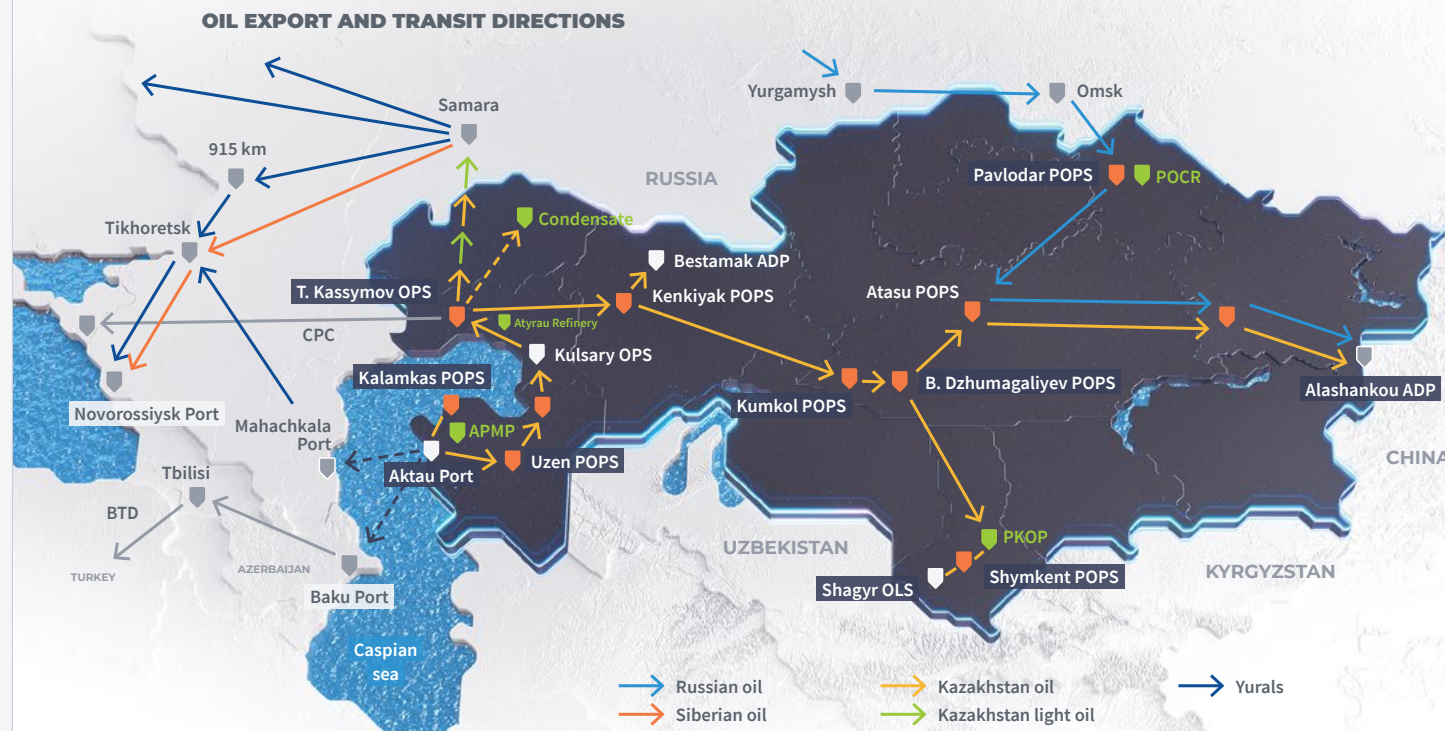 OIL EXPORT AND TRANSIT DIRECTIONS
Yurgamysh
Omsk
Samara
915 km
RUSSIA
Pavlodar POPS
POCR
Condensate
Tikhoretsk
Bestamak ADP
T. Kassymov OPS
Kenkiyak POPS
Atasu POPS
Atyrau Refinery
CPC
Kulsary OPS
Kalamkas POPS
B. Dzhumagaliyev POPS
Alashankou ADP
Kumkol POPS
Novorossiysk Port
Mahachkala
Port
APMP
Uzen POPS
Aktau Port
CHINA
Tbilisi
BTD
PKOP
UZBEKISTAN
AZERBAIJAN
TURKEY
Shymkent POPS
KYRGYZSTAN
Shagyr OLS
Baku Port
Caspian
sea
Russian oil
Kazakhstan oil
Yurals
Siberian oil
Kazakhstan light oil